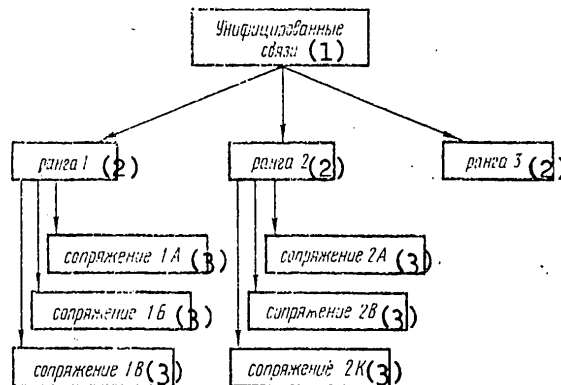 Унифицированные
связи (1)
ранга 1 (2)
ранга 2 (2)
ранга 3 (2)
сопряжение 1А (3)
сопряжение 2А (3)
сопряжение 1Б (3)
сопряжение 2В (3)
сопряжение 1В (3)
сопряжение 2К (3)